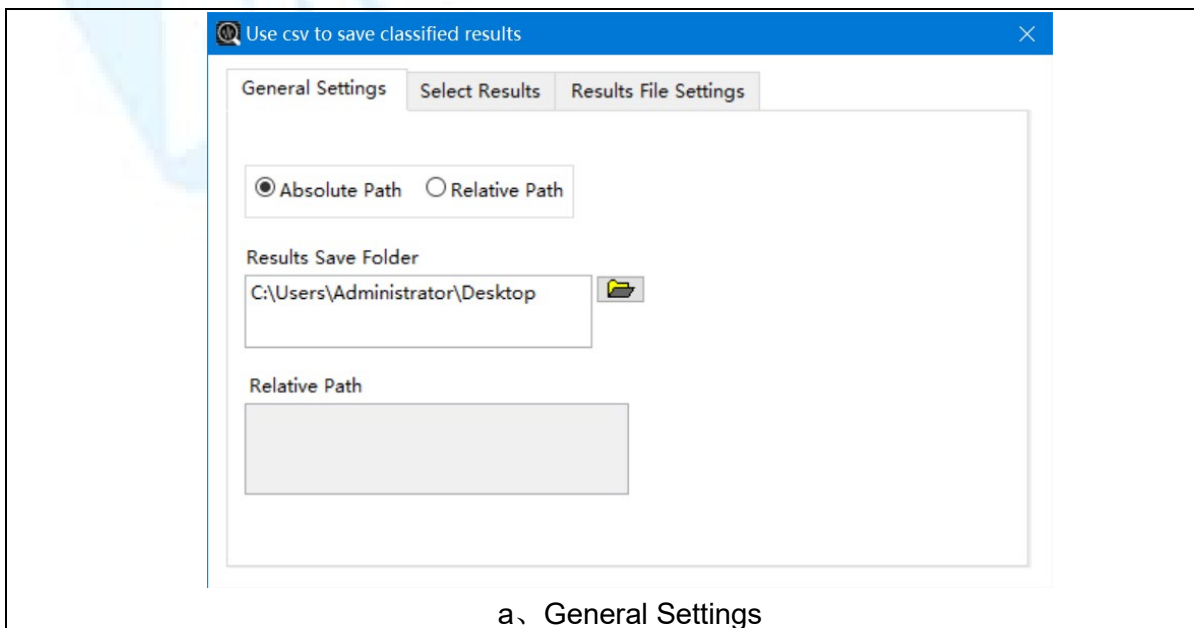 Use csv to save classified results
General Settings Select Results Results File Settings
Absolute Path Relative Path
Results Save Folder
C:\Users\Administrator\Desktop
Relative Path
a、General Settings